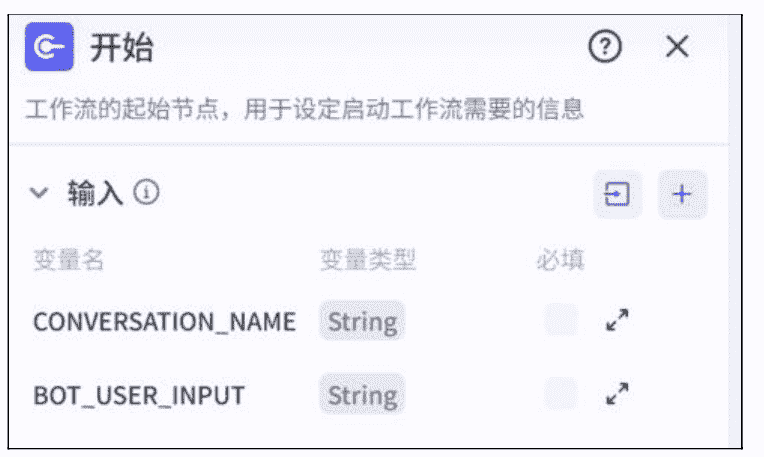 开始
工作流的起始节点，用于设定启动工作流需要的信息
输入
变量名 变量类型 必填
CONVERSATION_NAME String
BOT_USER_INPUT String